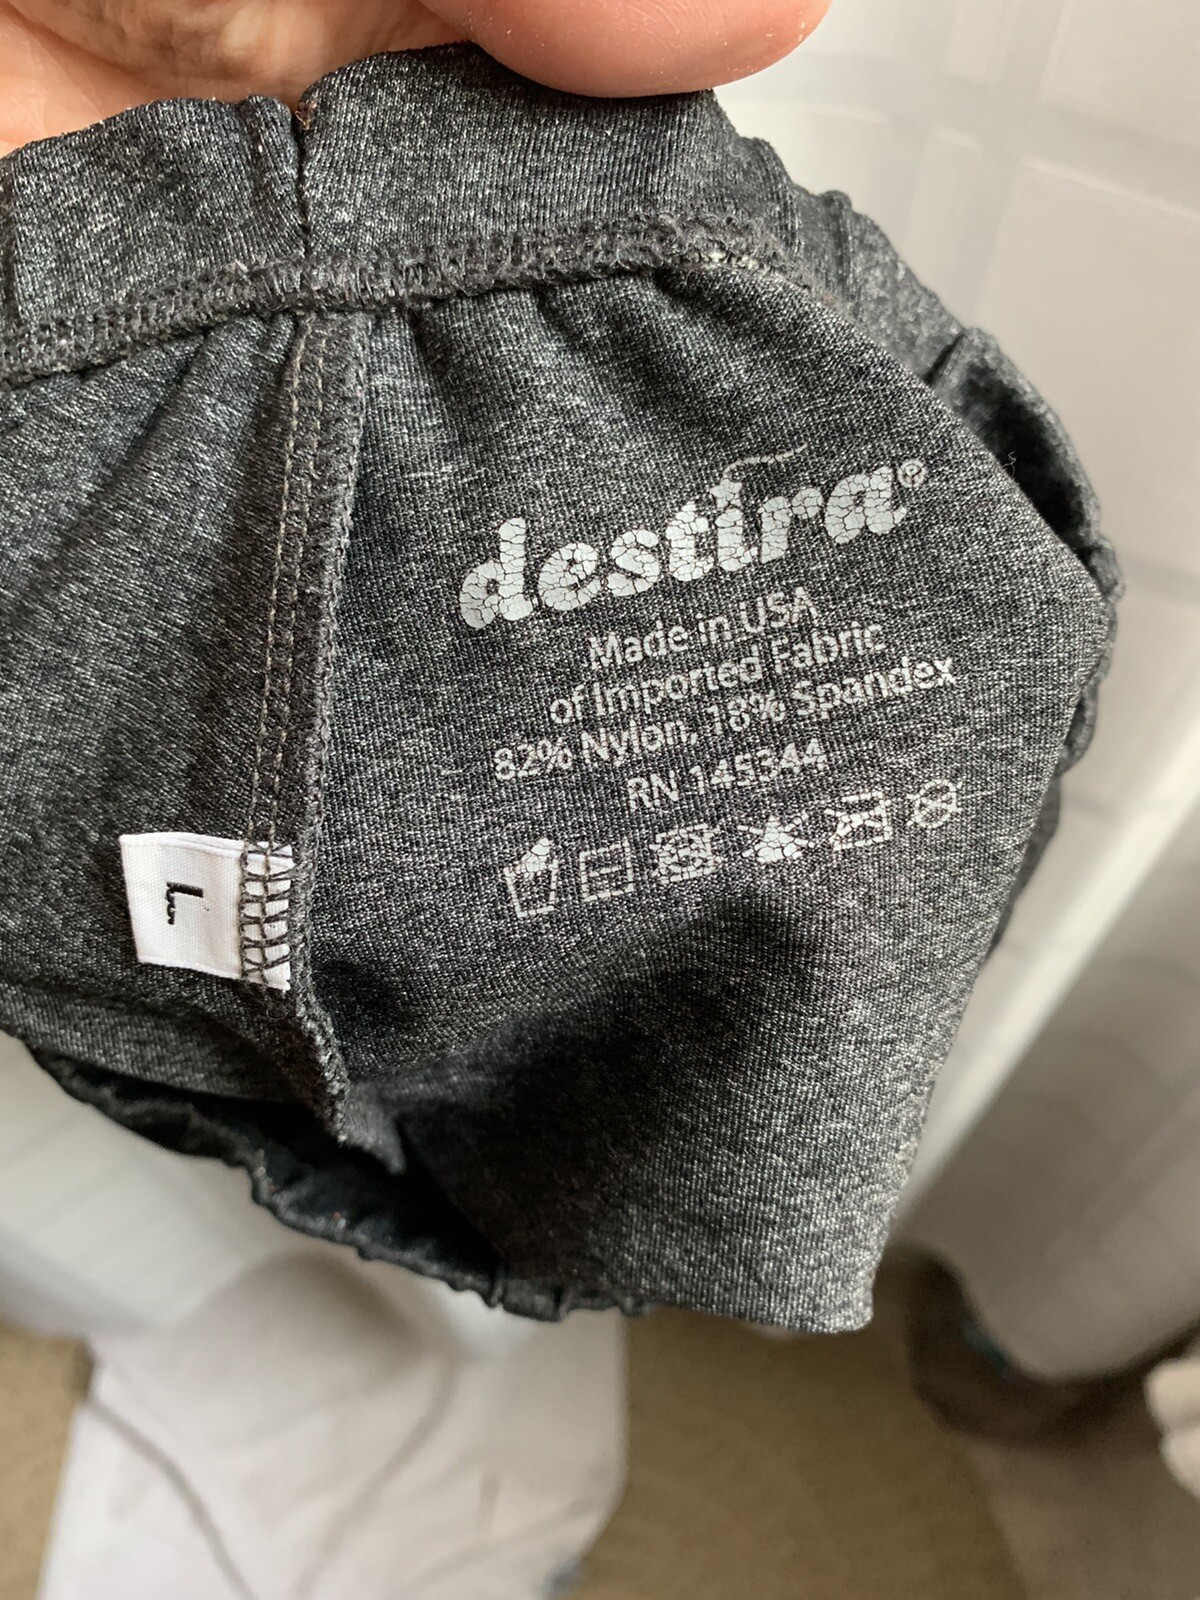 destira®
Made in USA
of Imported Fabric
82% Nylon, 18% Spandex
RN 145344
L